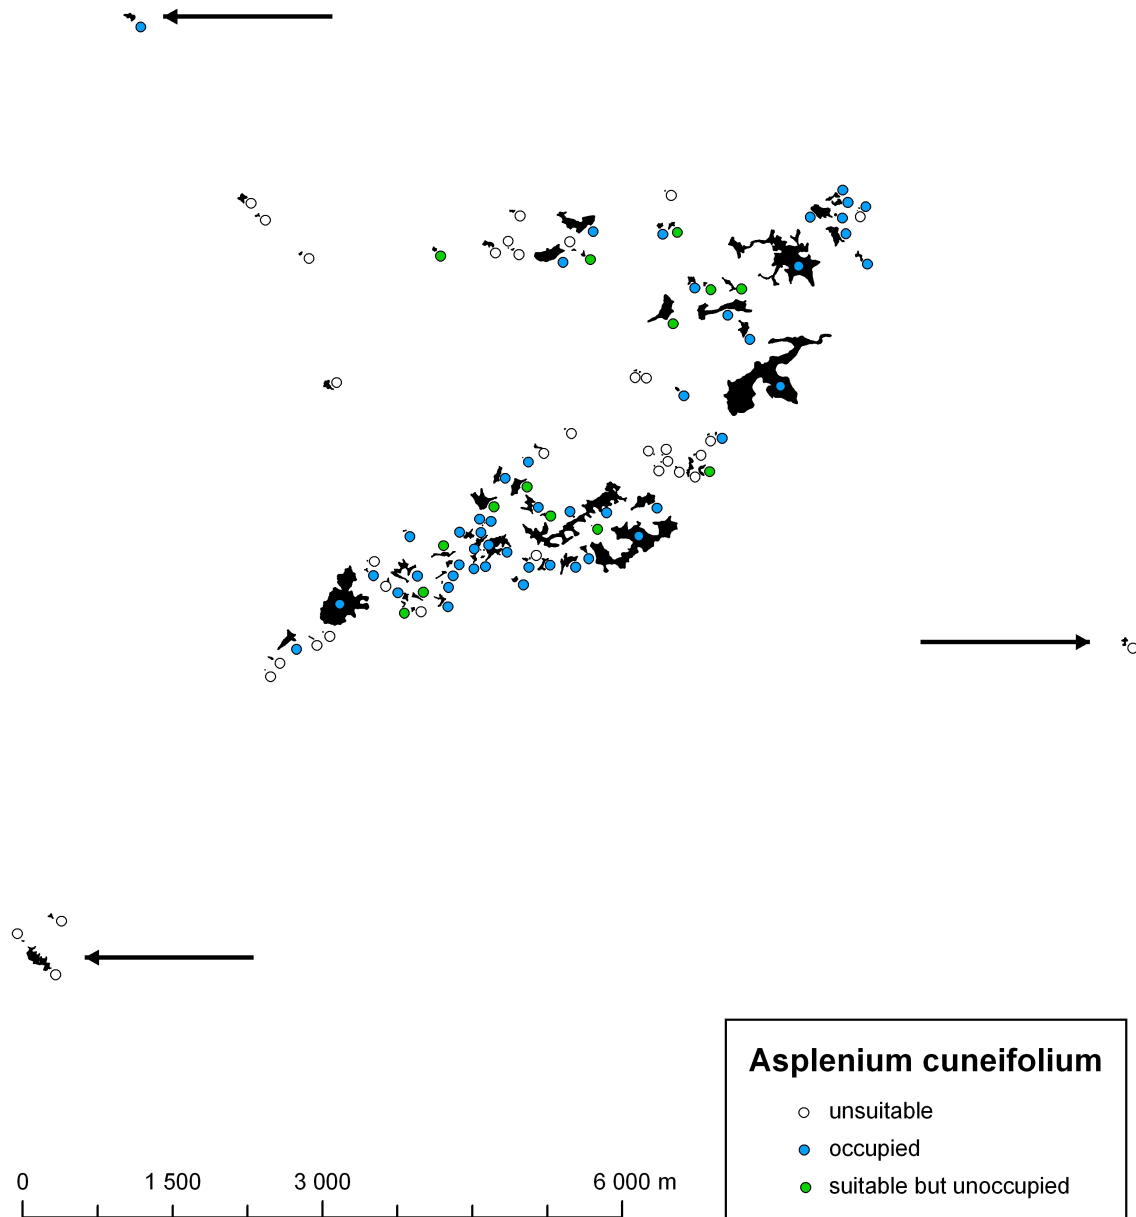 Asplenium cuneifolium
unsuitable
occupied
suitable but unoccupied
0 1 500 3 000 6 000 m